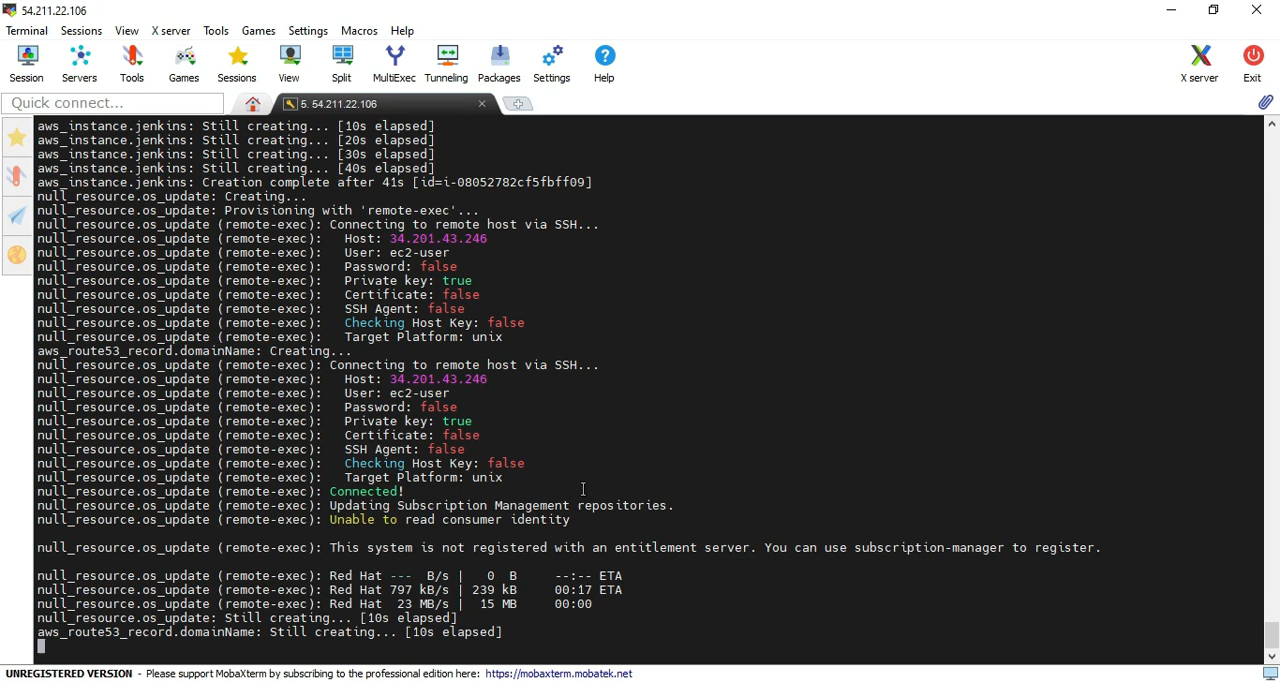 54.211.22.106
Terminal Sessions View X server Tools Games Settings Macros Help
Session Servers Tools Games Sessions View Split MultiExec Tunneling Packages Settings Help X server Exit
Quick connect... 5. 54.211.22.106
aws_instance.jenkins: Still creating... [10s elapsed]
aws_instance.jenkins: Still creating... [20s elapsed]
aws_instance.jenkins: Still creating... [30s elapsed]
aws_instance.jenkins: Still creating... [40s elapsed]
aws_instance.jenkins: Creation complete after 41s [id=i-08052782cf5fbff09]
null_resource.os_update: Creating...
null_resource.os_update: Provisioning with 'remote-exec'...
null_resource.os_update (remote-exec): Connecting to remote host via SSH...
null_resource.os_update (remote-exec):   Host: 34.201.43.246
null_resource.os_update (remote-exec):   User: ec2-user
null_resource.os_update (remote-exec):   Password: false
null_resource.os_update (remote-exec):   Private key: true
null_resource.os_update (remote-exec):   Certificate: false
null_resource.os_update (remote-exec):   SSH Agent: false
null_resource.os_update (remote-exec):   Checking Host Key: false
null_resource.os_update (remote-exec):   Target Platform: unix
aws_route53_record.domainName: Creating...
null_resource.os_update (remote-exec): Connecting to remote host via SSH...
null_resource.os_update (remote-exec):   Host: 34.201.43.246
null_resource.os_update (remote-exec):   User: ec2-user
null_resource.os_update (remote-exec):   Password: false
null_resource.os_update (remote-exec):   Private key: true
null_resource.os_update (remote-exec):   Certificate: false
null_resource.os_update (remote-exec):   SSH Agent: false
null_resource.os_update (remote-exec):   Checking Host Key: false
null_resource.os_update (remote-exec):   Target Platform: unix
null_resource.os_update (remote-exec): Connected!
null_resource.os_update (remote-exec): Updating Subscription Management repositories.
null_resource.os_update (remote-exec): Unable to read consumer identity
null_resource.os_update (remote-exec): This system is not registered with an entitlement server. You can use subscription-manager to register.
null_resource.os_update (remote-exec): Red Hat ---  B/s |   0  B     --:-- ETA
null_resource.os_update (remote-exec): Red Hat 797 kB/s | 239 kB     00:17 ETA
null_resource.os_update (remote-exec): Red Hat  23 MB/s |  15 MB     00:00
null_resource.os_update: Still creating... [10s elapsed]
aws_route53_record.domainName: Still creating... [10s elapsed]
UNREGISTERED VERSION - Please support MobaXterm by subscribing to the professional edition here: https://mobaxterm.mobatek.net